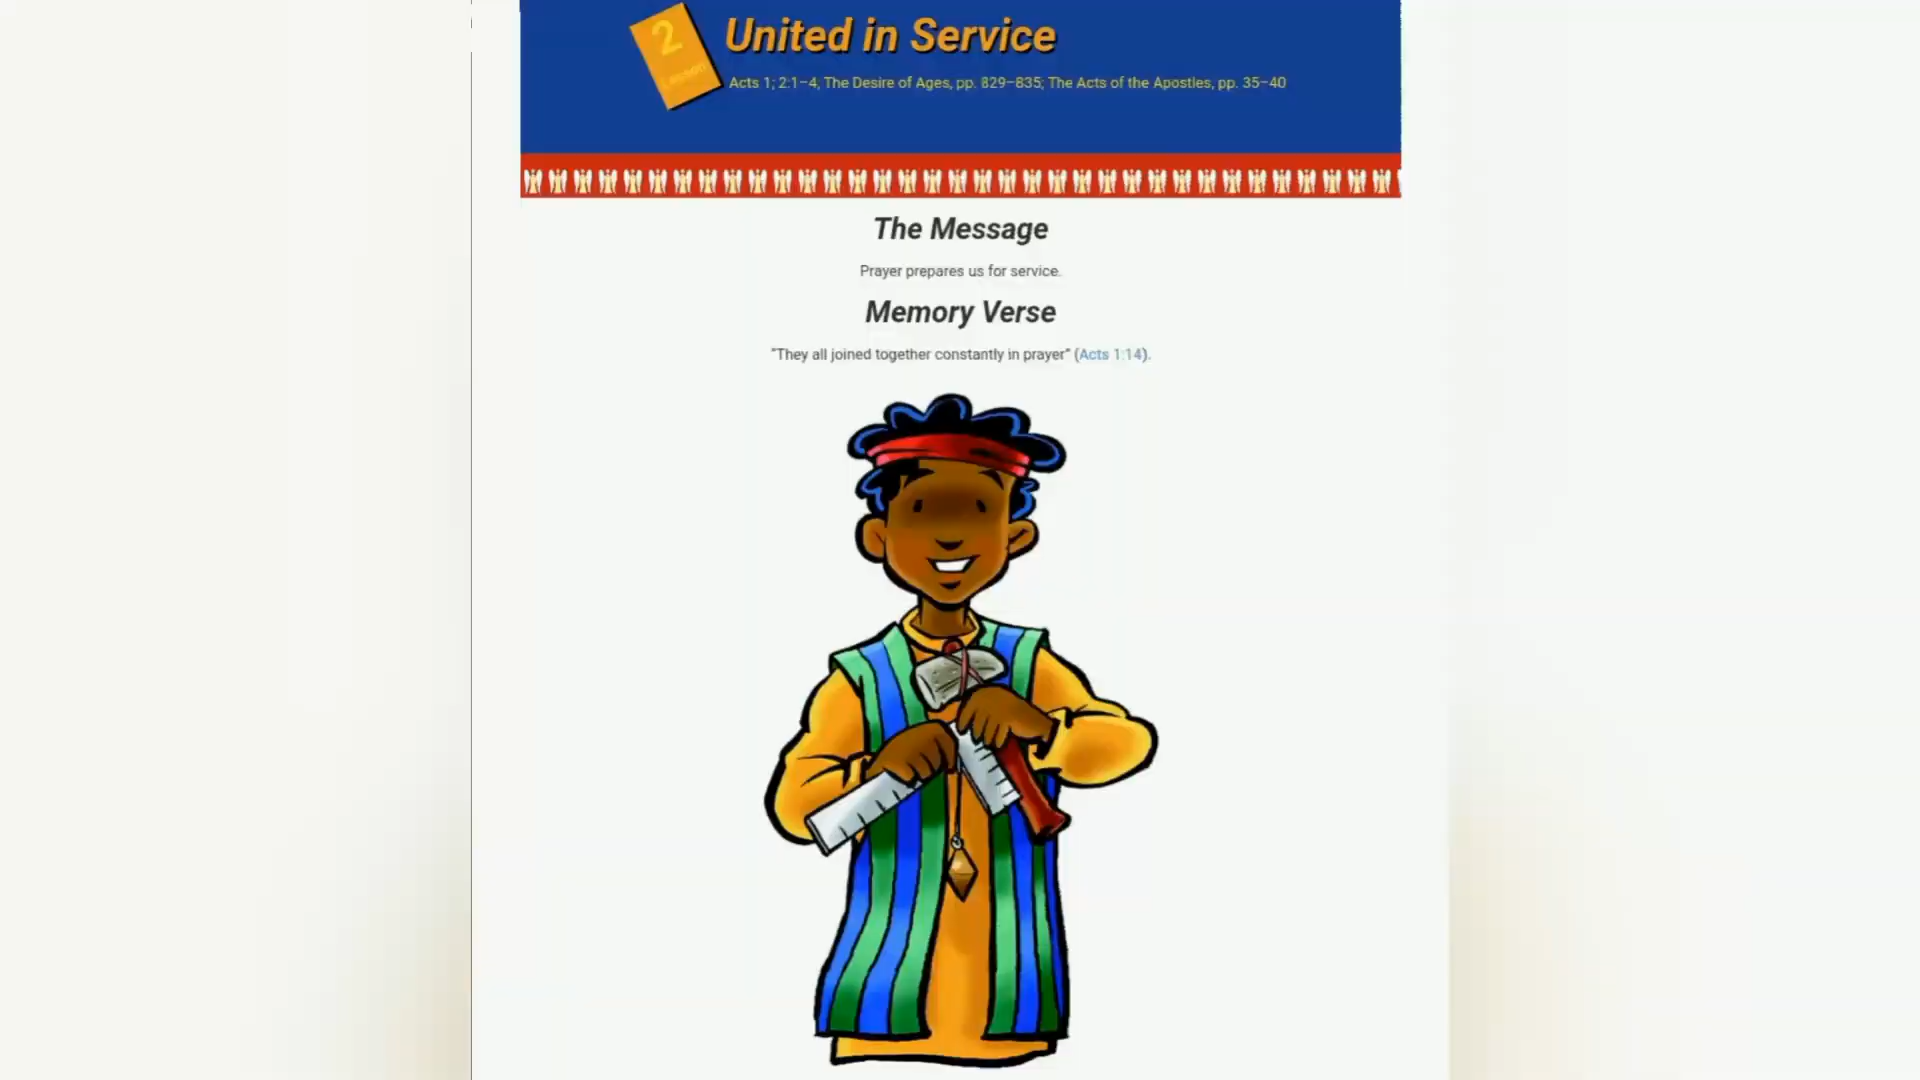 2
Lesson
United in Service
Acts 1; 2:1–4; The Desire of Ages, pp. 829–835; The Acts of the Apostles, pp. 35–40
The Message
Prayer prepares us for service.
Memory Verse
“They all joined together constantly in prayer” (Acts 1:14).